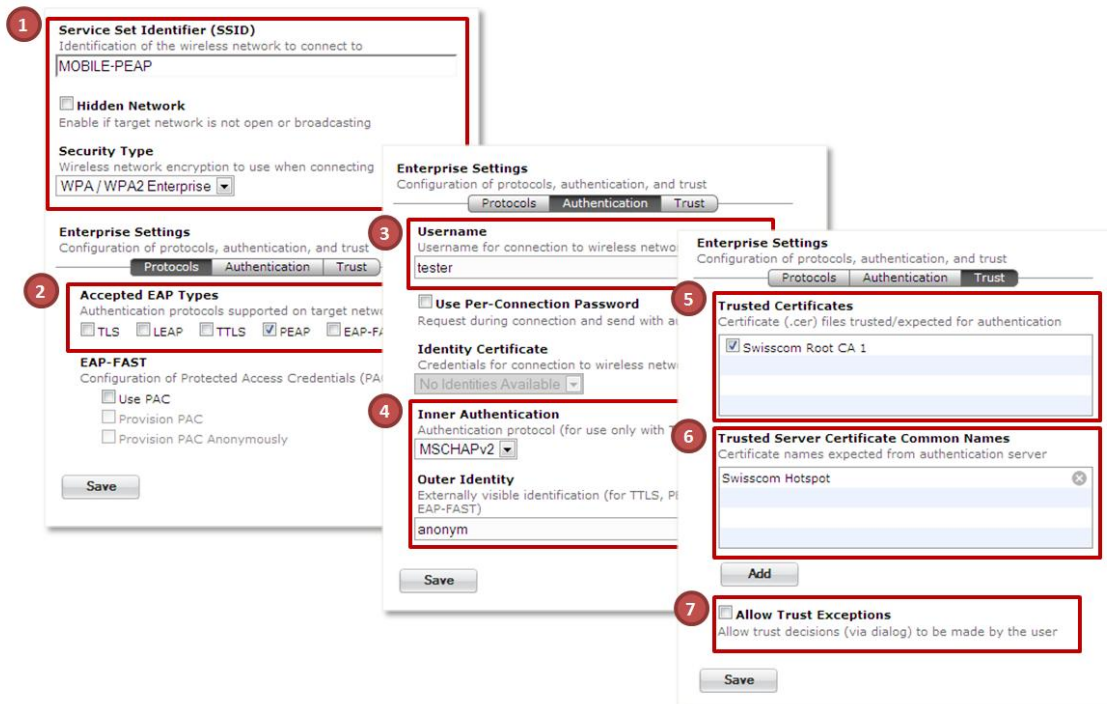 1
Service Set Identifier (SSID)
Identification of the wireless network to connect to
MOBILE-PEAP
Hidden Network
Enable if target network is not open or broadcasting
Security Type
Wireless network encryption to use when connecting
WPA / WPA2 Enterprise
Enterprise Settings
Configuration of protocols, authentication, and trust
Protocols Authentication Trust
2
Accepted EAP Types
Authentication protocols supported on target
TLS LEAP TTLS PEAP
EAP-FAST
Configuration of Protected Access Credentials
Use PAC
Provision PAC
Provision PAC Anonymously
Save
Enterprise Settings
Configuration of protocols, authentication, and trust
Protocols Authentication Trust
3
Username
Username for connection to wireless
tester
Use Per-Connection Password
Request during connection and send with
Identity Certificate
Credentials for connection to wireless
No Identities Available
4
Inner Authentication
Authentication protocol (for use only with
MSCHAPv2
Outer Identity
Externally visible identification (for TTLS,
EAP-FAST)
anonym
Save
Enterprise Settings
Configuration of protocols, authentication, and trust
Protocols Authentication Trust
5
Trusted Certificates
Certificate (.cer) files trusted/expected for authentication
Swisscom Root CA 1
6
Trusted Server Certificate Common Names
Certificate names expected from authentication server
Swisscom Hotspot
Add
7
Allow Trust Exceptions
Allow trust decisions (via dialog) to be made by the user
Save